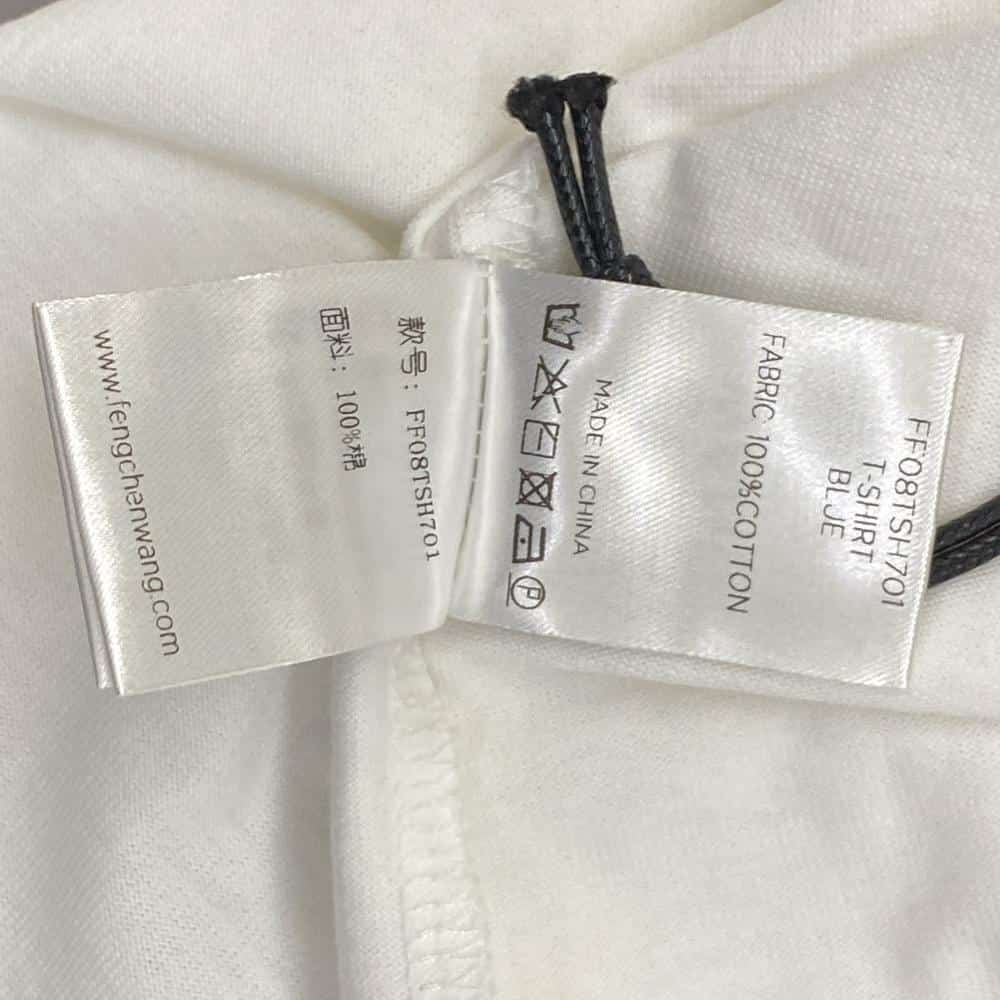 款号：FF08TSH701
面料：100%棉
www.fengchenwang.com
FF08TSH701
T-SHIRT
BLUE
FABRIC 100%COTTON
MADE IN CHINA
P